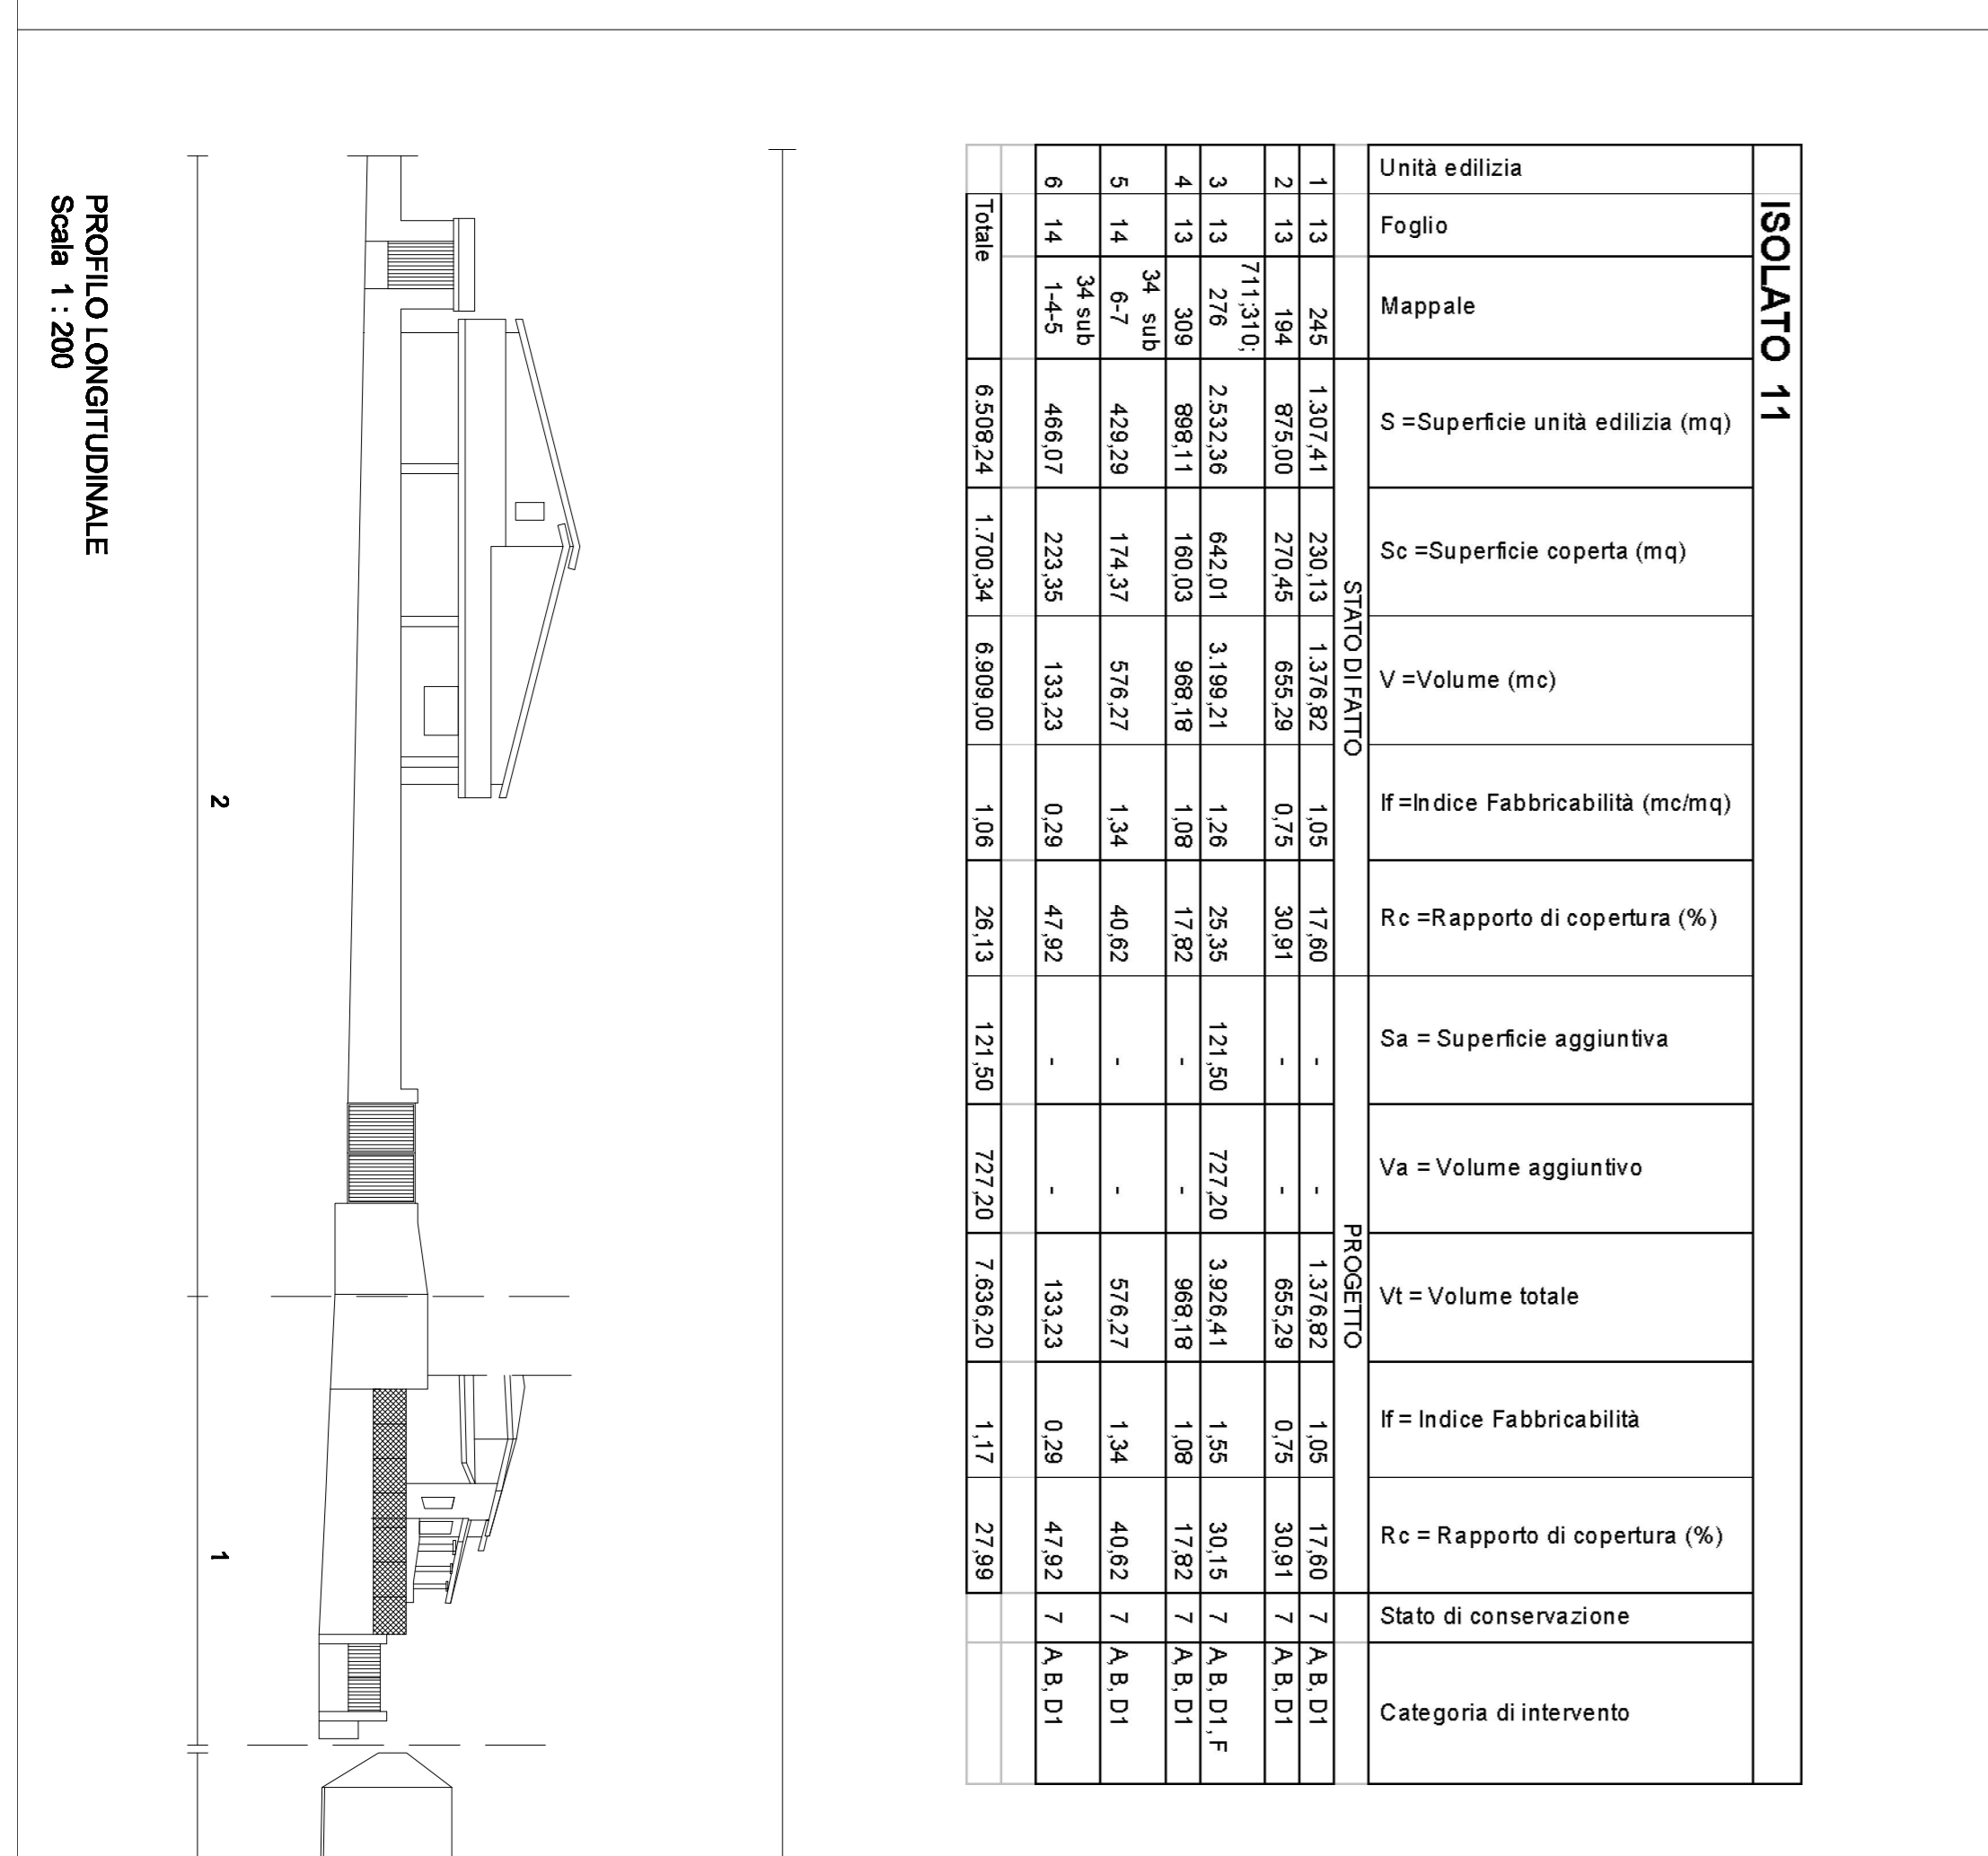 ISOLATO 11
Unità edilizia Foglio Mappale S =Superficie unità edilizia (mq) Sc =Superficie coperta (mq) V =Volume (mc) If =Indice Fabbricabilità (mc/mq) Rc =Rapporto di copertura (%) Sa = Superficie aggiuntiva Va = Volume aggiuntivo Vt = Volume totale If = Indice Fabbricabilità Rc = Rapporto di copertura (%) Stato di conservazione Categoria di intervento
STATO DI FATTO PROGETTO
1 13 245 1.307,41 230,13 1.376,82 1,05 17,60 - - 1.376,82 1,05 17,60 7 A, B, D1
2 13 194 875,00 270,45 655,29 0,75 30,91 - - 655,29 0,75 30,91 7 A, B, D1
711;310;
3 13 276 2.532,36 642,01 3.199,21 1,26 25,35 121,50 727,20 3.926,41 1,55 30,15 7 A, B, D1, F
4 13 309 898,11 160,03 968,18 1,08 17,82 - - 968,18 1,08 17,82 7 A, B, D1
34 sub
5 14 6-7 429,29 174,37 576,27 1,34 40,62 - - 576,27 1,34 40,62 7 A, B, D1
34 sub
6 14 1-4-5 466,07 223,35 133,23 0,29 47,92 - - 133,23 0,29 47,92 7 A, B, D1
Totale 6.508,24 1.700,34 6.909,00 1,06 26,13 121,50 727,20 7.636,20 1,17 27,99
2 1
PROFILO LONGITUDINALE
Scala 1 : 200